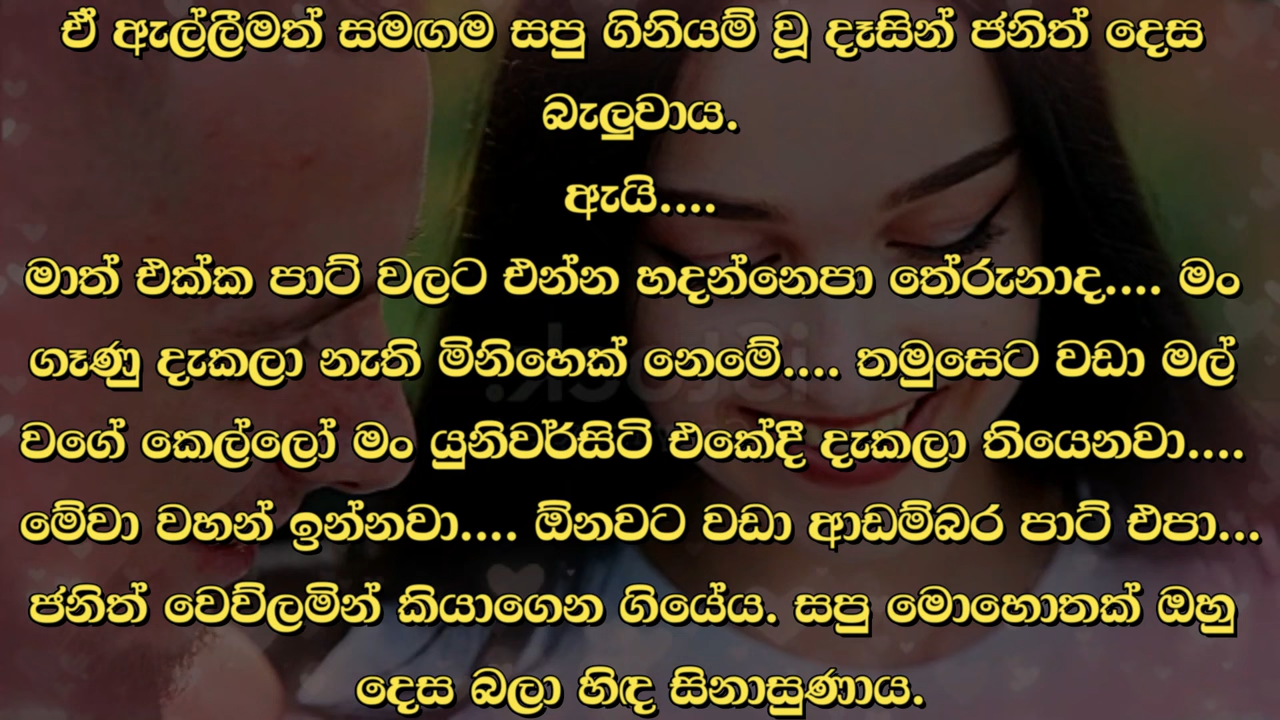 ඒ ඇල්ලීමත් සමඟම සපු ගිනියම් වූ දෑසින් ජනිත් දෙස
බැලුවාය.
ඇයි....
මාත් එක්ක පාට් වලට එන්න හදන්නෙපා තේරුනාද.... මං
ගෑණු දැකලා නැති මිනිහෙක් නෙමේ.... තමුසෙට වඩා මල්
වගේ කෙල්ලෝ මං යුනිවර්සිටි එකේදී දැකලා තියෙනවා....
මේවා වහන් ඉන්නවා.... ඕනවට වඩා ආඩම්බර පාට් එපා...
ජනිත් වෙව්ලමින් කියාගෙන ගියේය. සපු මොහොතක් ඔහු
දෙස බලා හිඳ සිනාසුණාය.